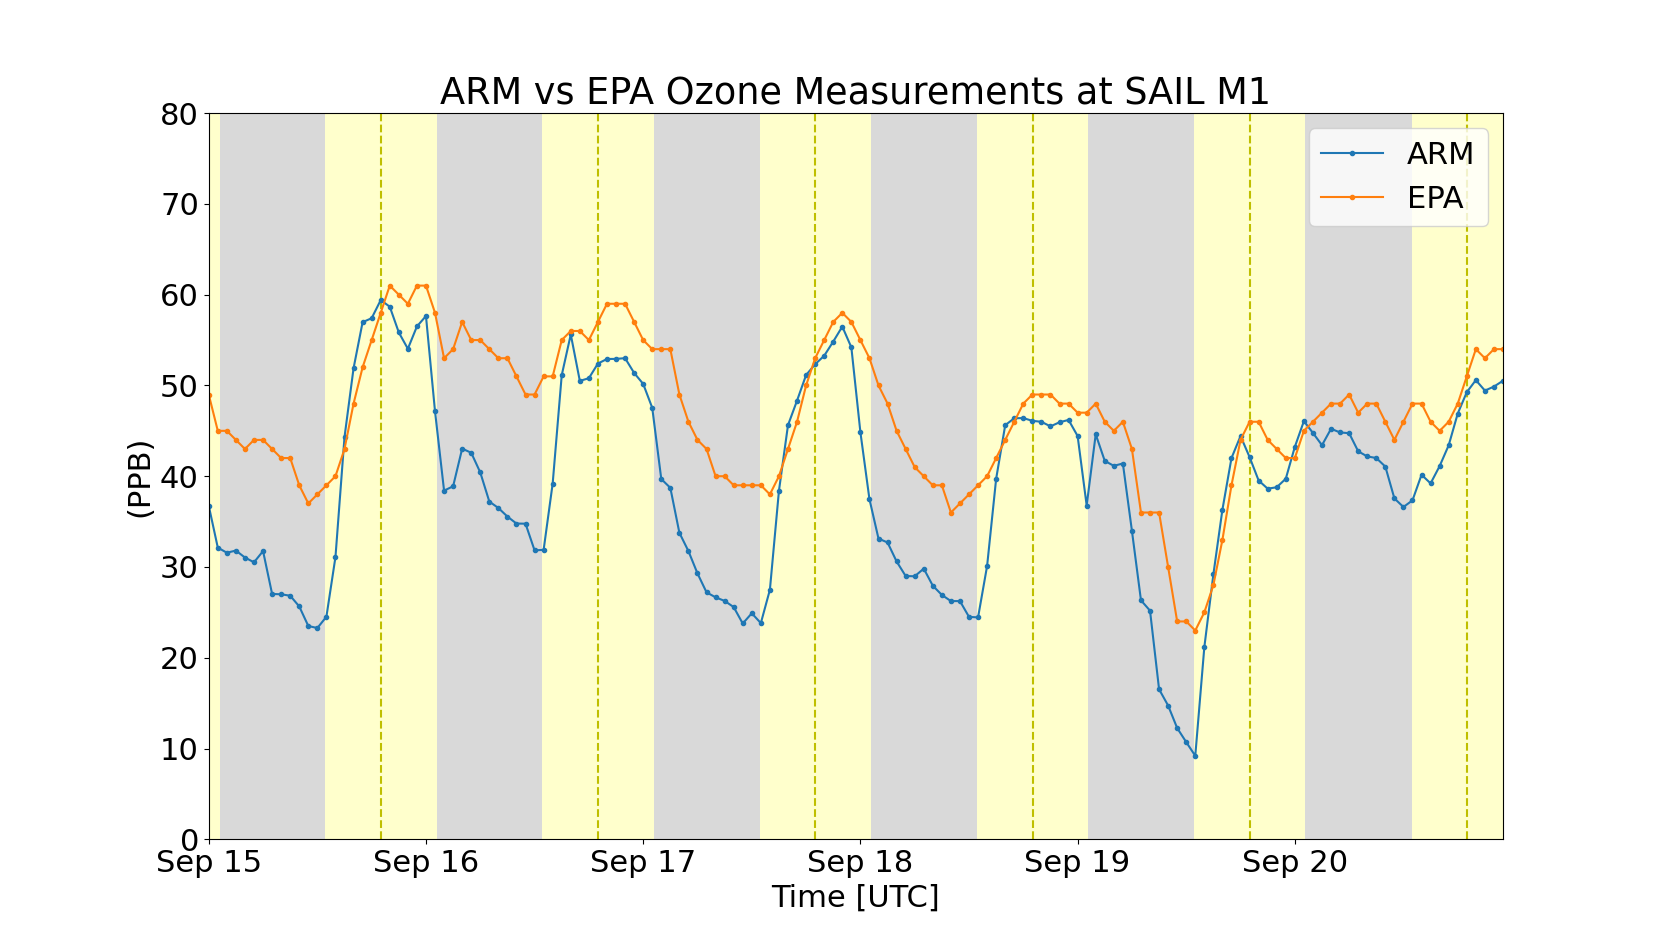 ARM vs EPA Ozone Measurements at SAIL M1
80
70
60
50
40
30
20
10
0
(PPB)
ARM
EPA
Sep 15 Sep 16 Sep 17 Sep 18 Sep 19 Sep 20
Time [UTC]